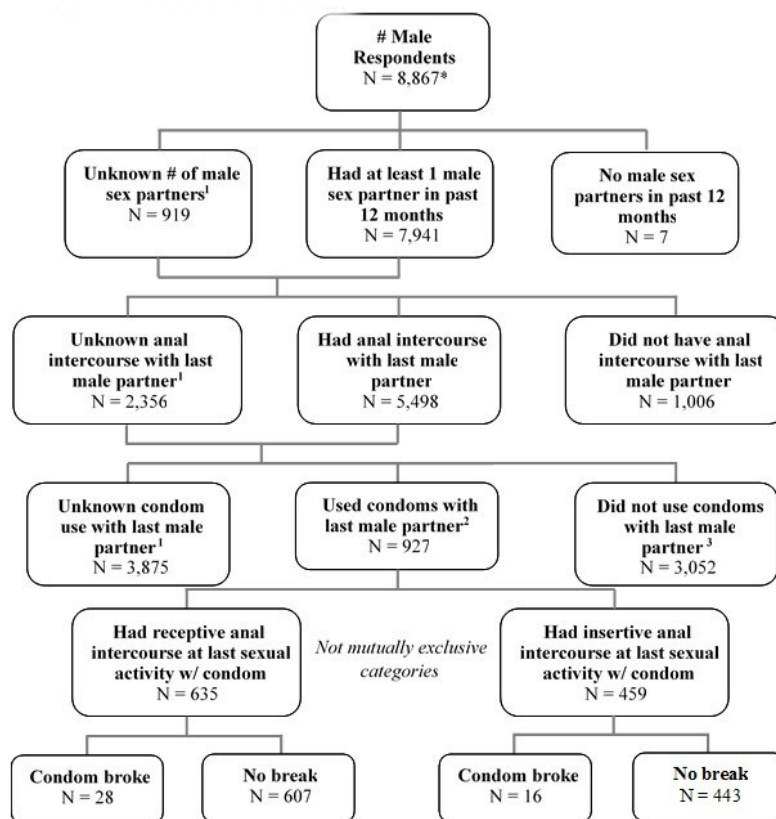 # Male
Respondents
N = 8,867*
Unknown # of male
sex partners¹
N = 919
Had at least 1 male
sex partner in past
12 months
N = 7,941
No male sex
partners in past 12
months
N = 7
Unknown anal
intercourse with last
male partner¹
N = 2,356
Had anal intercourse
with last male
partner
N = 5,498
Did not have anal
intercourse with last
male partner
N = 1,006
Unknown condom
use with last male
partner¹
N = 3,875
Used condoms with
last male partner²
N = 927
Did not use condoms
with last male
partner ³
N = 3,052
Had receptive anal
intercourse at last sexual
activity w/ condom
N = 635
Not mutually exclusive
categories
Had insertive anal
intercourse at last sexual
activity w/ condom
N = 459
Condom broke
N = 28
No break
N = 607
Condom broke
N = 16
No break
N = 443